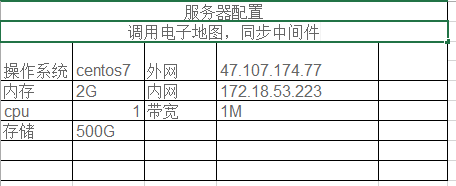 服务器配置
调用电子地图，同步中间件
操作系统 centos7 外网 47.107.174.77
内存 2G 内网 172.18.53.223
cpu 1 带宽 1M
存储 500G